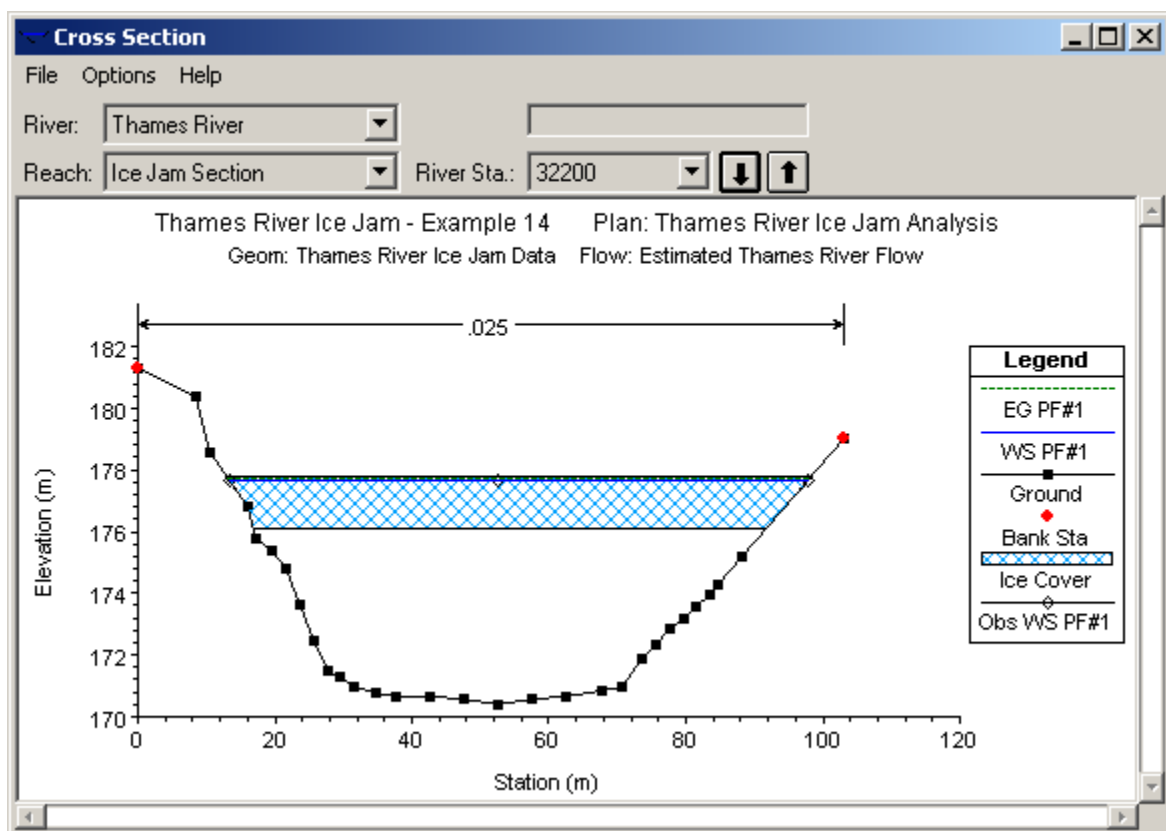 Cross Section
File Options Help
River: Thames River
Reach: Ice Jam Section River Sta.: 32200
Thames River Ice Jam - Example 14 Plan: Thames River Ice Jam Analysis
Geom: Thames River Ice Jam Data Flow: Estimated Thames River Flow
.025
182
180
178
176
174
172
170
Elevation (m)
0 20 40 60 80 100 120
Station (m)
Legend
EG PF#1
WS PF#1
Ground
Bank Sta
Ice Cover
Obs WS PF#1